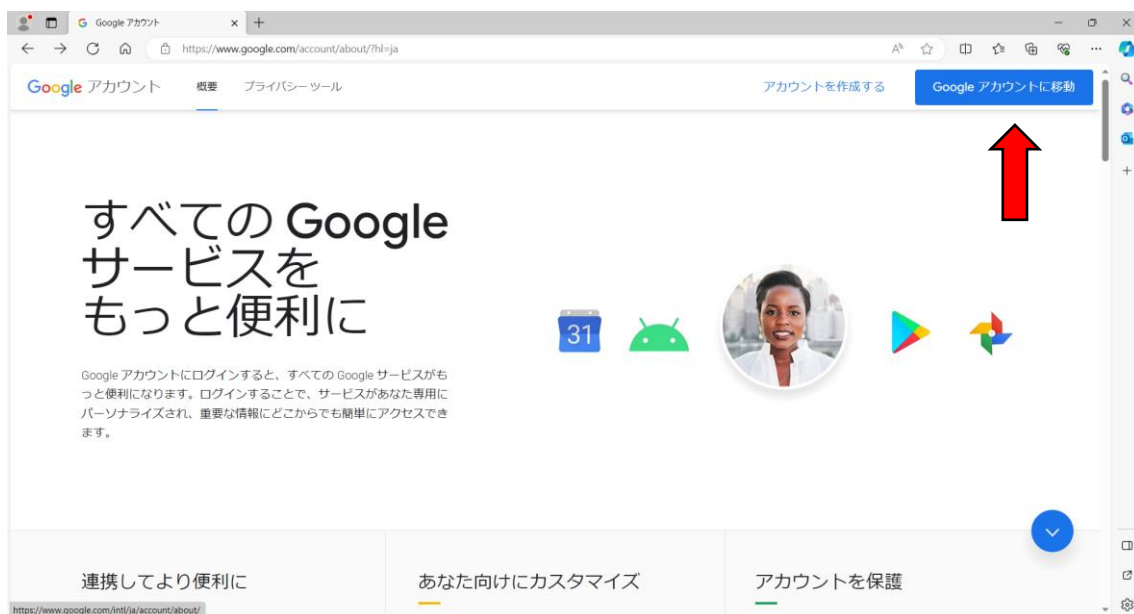 Google アカウント
https://www.google.com/account/about/?hl=ja
Google アカウント 概要 プライバシー ツール アカウントを作成する Google アカウントに移動
すべての Google
サービスを
もっと便利に
31
Google アカウントにログインすると、すべての Google サービスがも
っと便利になります。ログインすることで、サービスがあなた専用に
パーソナライズされ、重要な情報にどこからでも簡単にアクセスでき
ます。
連携してより便利に あなた向けにカスタマイズ アカウントを保護
https://www.google.com/intl/ja/account/about/